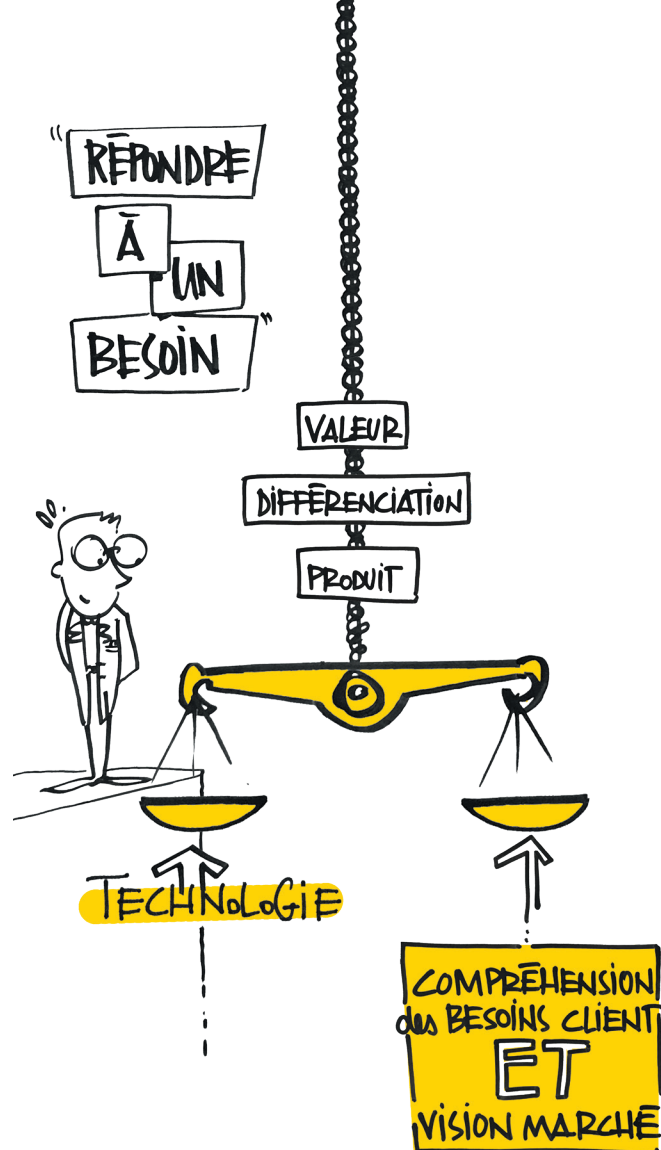 "RÉPONDRE
À
UN
BESOIN"
VALEUR
DIFFÉRENCIATION
PRODUIT
TECHNOLOGIE
COMPRÉHENSION
des BESOINS CLIENT
ET
VISION MARCHÉ